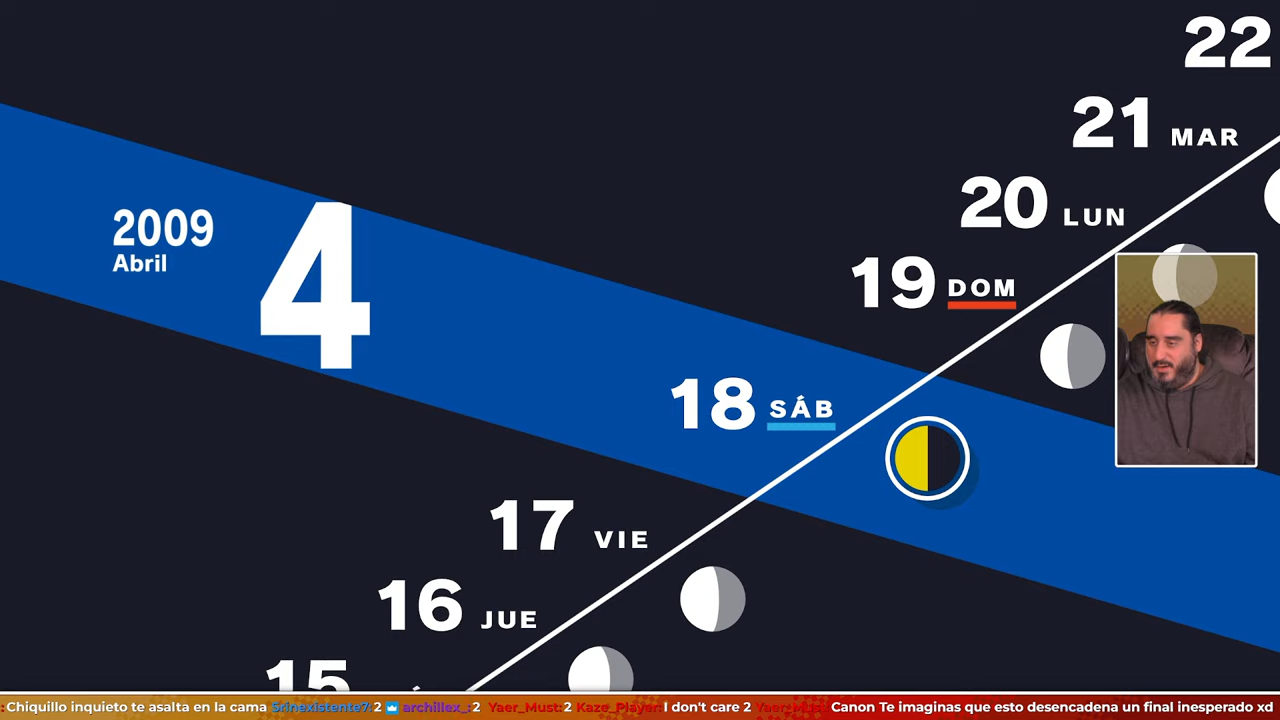 22
21 MAR
20 LUN
2009
Abril
4
19 DOM
18 SÁB
17 VIE
16 JUE
15
: Chiquillo inquieto te asalta en la cama Srinexistente7: 2 archillex_: 2 Yaer_Must: 2 Kaze_Player: I don't care 2 Yaer_Must: Canon Te imaginas que esto desencadena un final inesperado xd